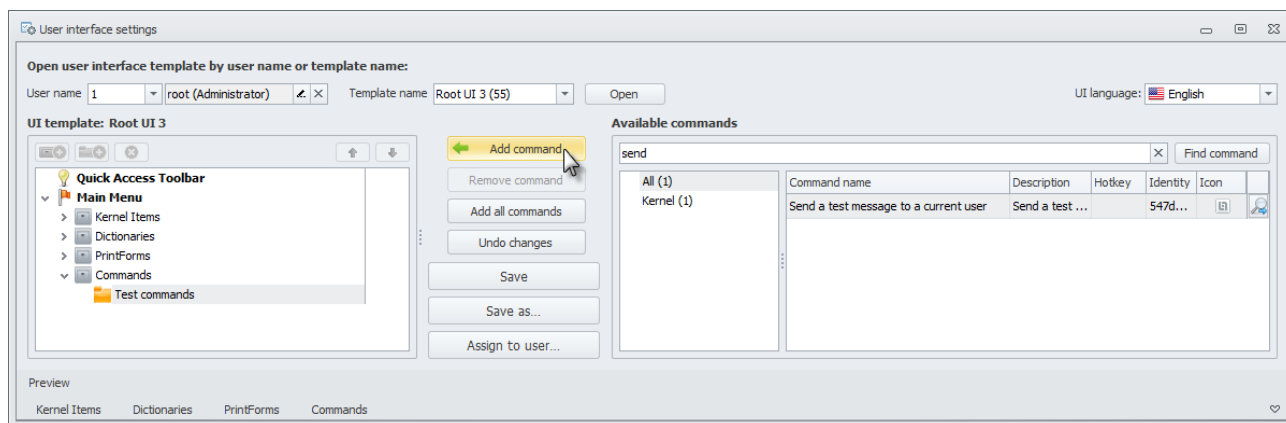 User interface settings
Open user interface template by user name or template name:
User name 1 root (Administrator) Template name Root UI 3 (55) Open UI language: English
UI template: Root UI 3
Quick Access Toolbar
Main Menu
Kernel Items
Dictionaries
PrintForms
Commands
Test commands
Add command
Remove command
Add all commands
Undo changes
Save
Save as...
Assign to user...
Available commands
send Find command
All (1)
Kernel (1)
Command name Description Hotkey Identity Icon
Send a test message to a current user Send a test ... 547d...
Preview
Kernel Items Dictionaries PrintForms Commands